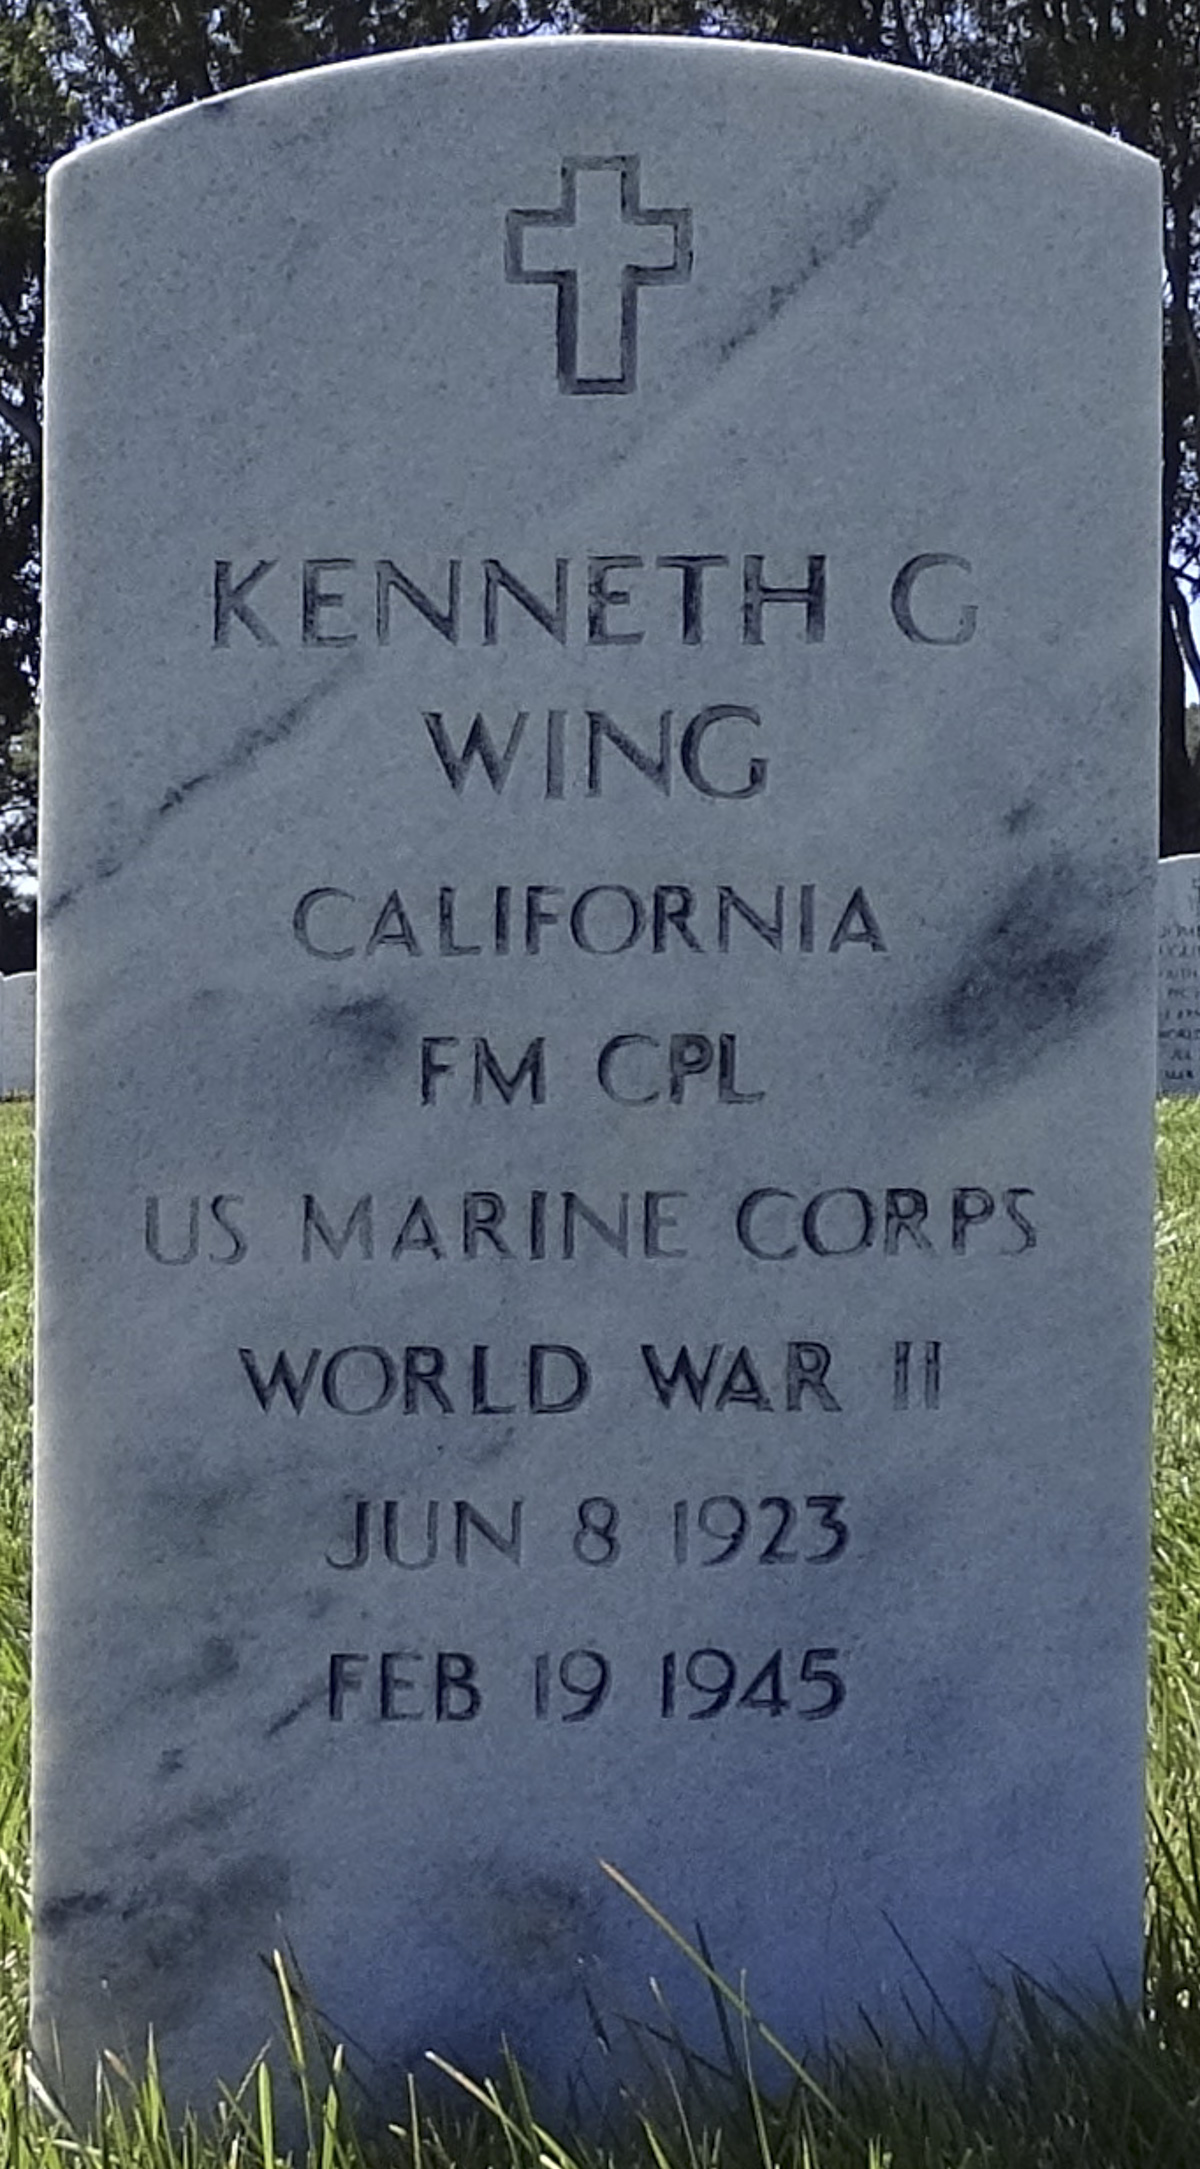 KENNETH G
WING
CALIFORNIA
FM CPL
US MARINE CORPS
WORLD WAR II
JUN 8 1923
FEB 19 1945